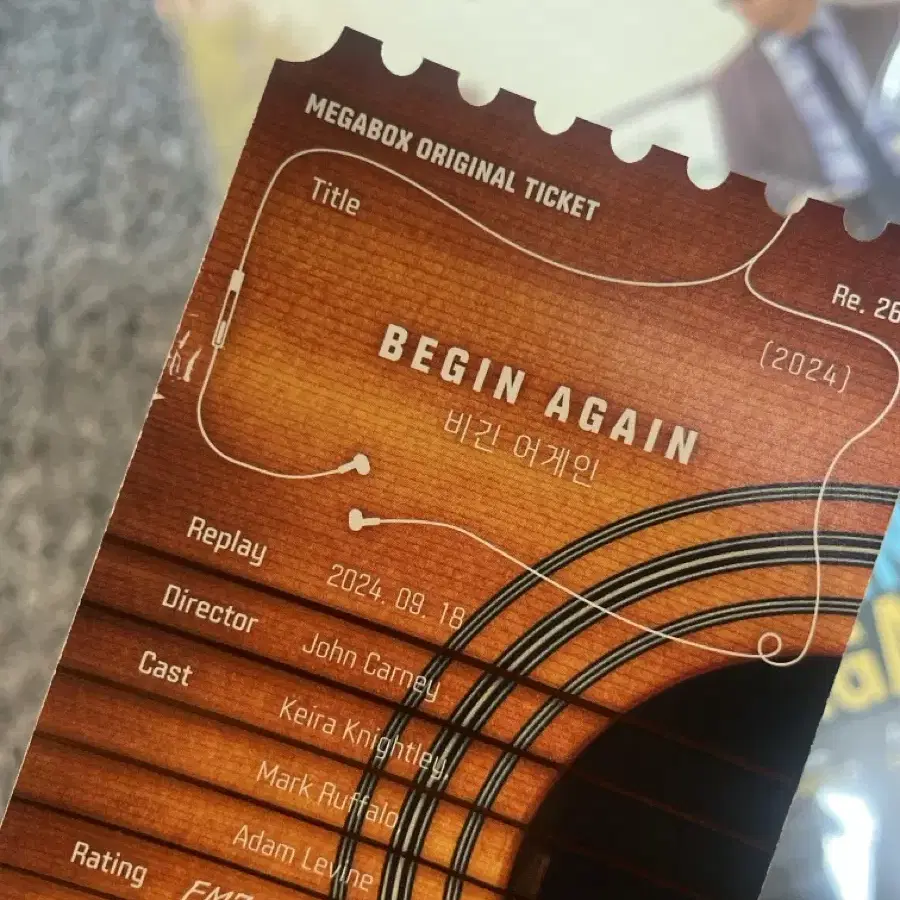 MEGABOX ORIGINAL TICKET
Title
Re. 26
(2024)
BEGIN AGAIN
비긴 어게인
Replay 2024. 09. 18
Director John Carney
Cast Keira Knightley,
Mark Ruffalo,
Adam Levine
Rating